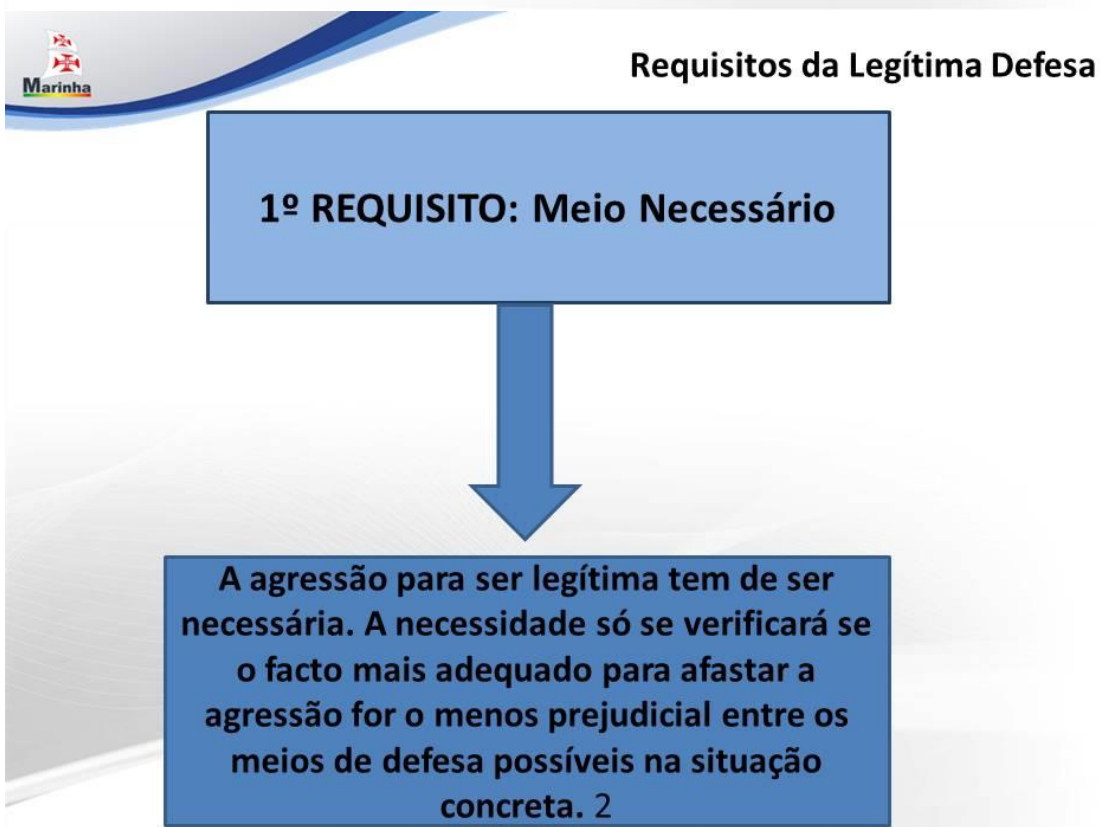 Marinha
Requisitos da Legítima Defesa
1º REQUISITO: Meio Necessário
A agressão para ser legítima tem de ser
necessária. A necessidade só se verificará se
o facto mais adequado para afastar a
agressão for o menos prejudicial entre os
meios de defesa possíveis na situação
concreta. 2